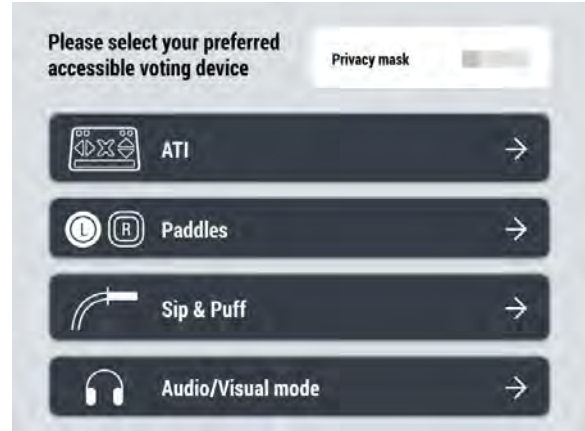 Please select your preferred
accessible voting device
Privacy mask
ATI
L R Paddles
Sip & Puff
Audio/Visual mode